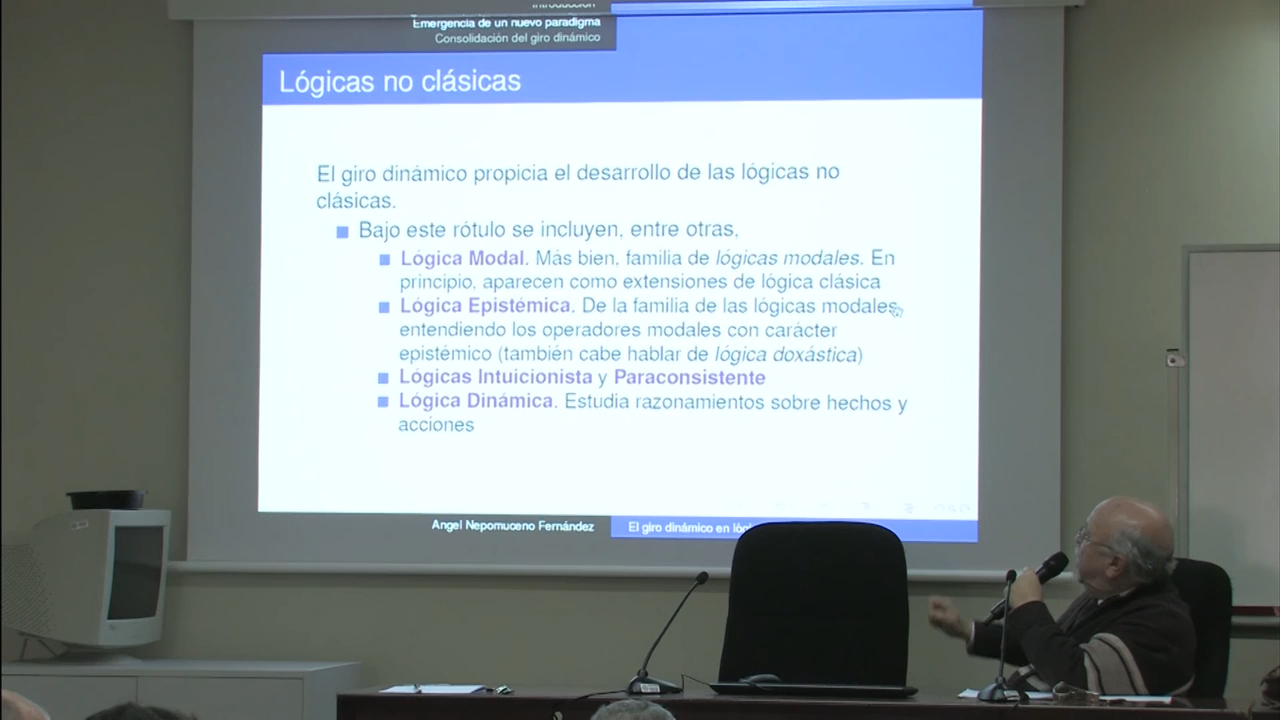 Introducción
Emergencia de un nuevo paradigma
Consolidación del giro dinámico
Lógicas no clásicas
El giro dinámico propicia el desarrollo de las lógicas no
clásicas.
Bajo este rótulo se incluyen, entre otras,
Lógica Modal. Más bien, familia de lógicas modales. En
principio, aparecen como extensiones de lógica clásica
Lógica Epistémica. De la familia de las lógicas modales,
entendiendo los operadores modales con carácter
epistémico (también cabe hablar de lógica doxástica)
Lógicas Intuicionista y Paraconsistente
Lógica Dinámica. Estudia razonamientos sobre hechos y
acciones
Angel Nepomuceno Fernández
El giro dinámico en